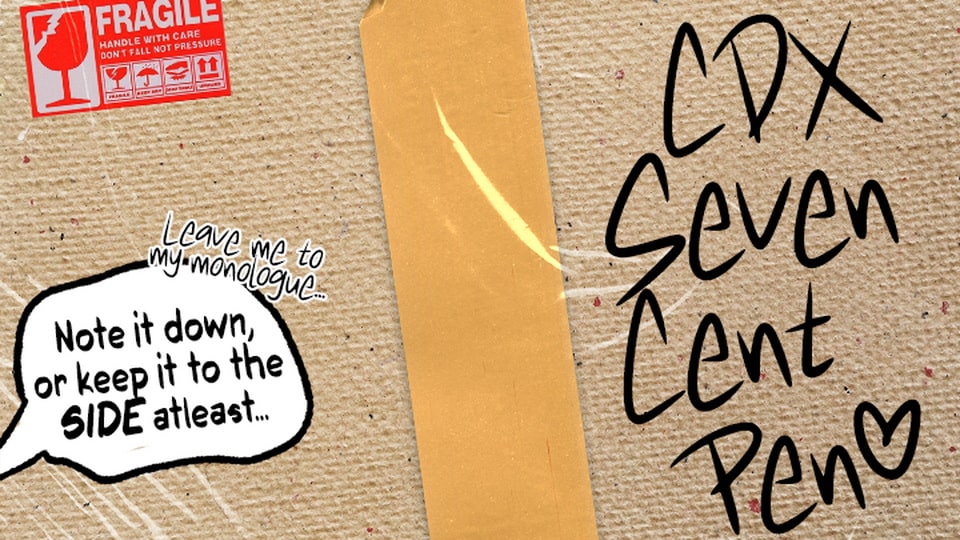 FRAGILE
HANDLE WITH CARE
DON'T FALL NOT PRESSURE
FRAGILE
Leave me to
my monologue...
Note it down,
or keep it to the
SIDE atleast...
CDX
Seven
Cent
Pen